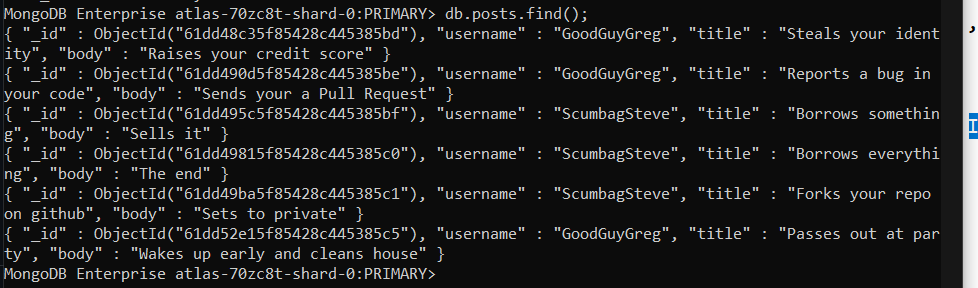 MongoDB Enterprise atlas-70zc8t-shard-0:PRIMARY> db.posts.find();
{ "_id" : ObjectId("61dd48c35f85428c445385bd"), "username" : "GoodGuyGreg", "title" : "Steals your ident
ity", "body" : "Raises your credit score" }
{ "_id" : ObjectId("61dd490d5f85428c445385be"), "username" : "GoodGuyGreg", "title" : "Reports a bug in
your code", "body" : "Sends your a Pull Request" }
{ "_id" : ObjectId("61dd495c5f85428c445385bf"), "username" : "ScumbagSteve", "title" : "Borrows somethin
g", "body" : "Sells it" }
{ "_id" : ObjectId("61dd49815f85428c445385c0"), "username" : "ScumbagSteve", "title" : "Borrows everythi
ng", "body" : "The end" }
{ "_id" : ObjectId("61dd49ba5f85428c445385c1"), "username" : "ScumbagSteve", "title" : "Forks your repo
on github", "body" : "Sets to private" }
{ "_id" : ObjectId("61dd52e15f85428c445385c5"), "username" : "GoodGuyGreg", "title" : "Passes out at par
ty", "body" : "Wakes up early and cleans house" }
MongoDB Enterprise atlas-70zc8t-shard-0:PRIMARY>